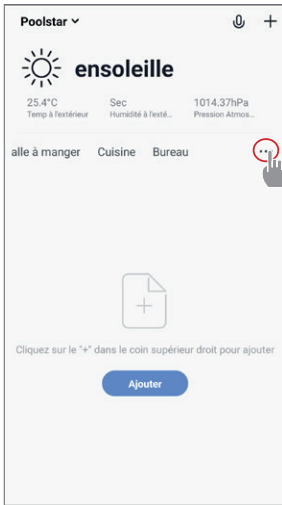 Poolstar
ensoleille
25.4°C Sec 1014.37hPa
Temp à l'extérieur Humidité à l'exté... Pression Atmos...
alle à manger Cuisine Bureau ...
Cliquez sur le "+" dans le coin supérieur droit pour ajouter
Ajouter